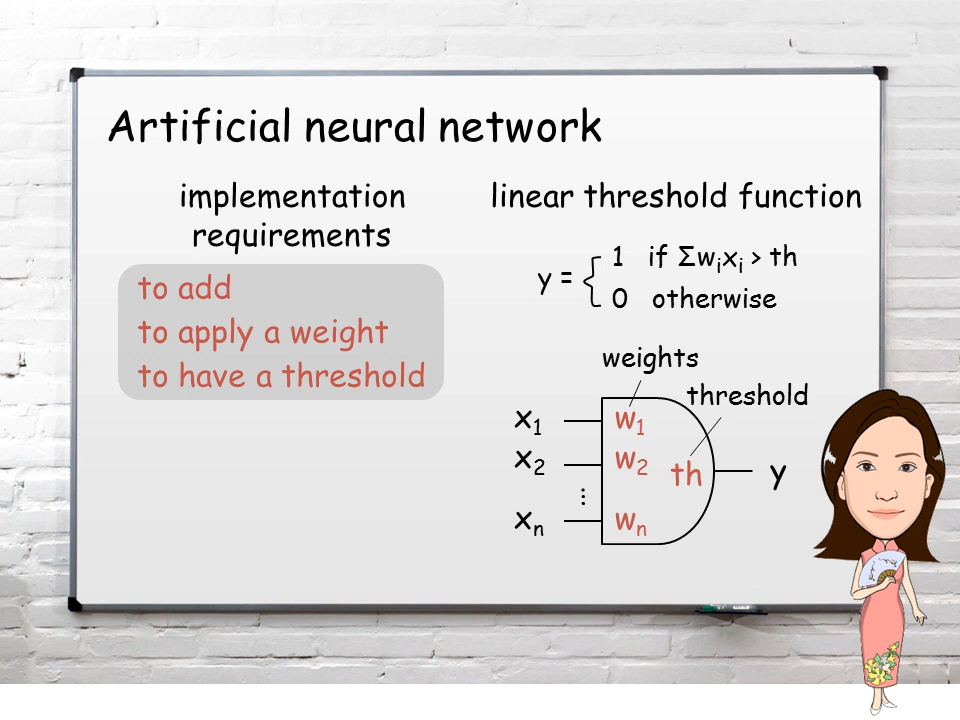 Artificial neural network
implementation
requirements
to add
to apply a weight
to have a threshold
linear threshold function
y = { 1 if Σwᵢxᵢ > th
0 otherwise
weights
threshold
x₁ w₁
x₂ w₂
th y
⋮
xₙ wₙ